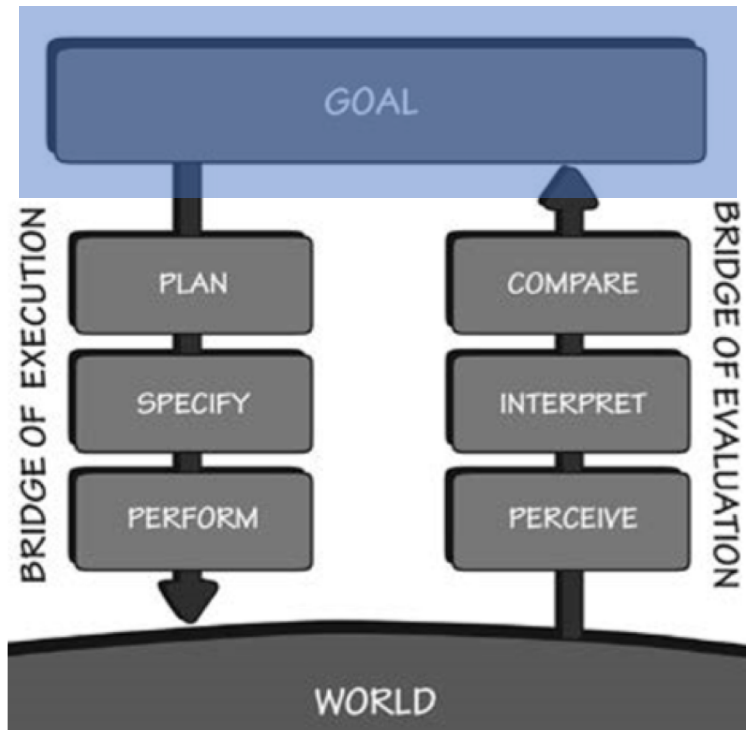 GOAL
BRIDGE OF EXECUTION
PLAN
SPECIFY
PERFORM
COMPARE
INTERPRET
PERCEIVE
BRIDGE OF EVALUATION
WORLD